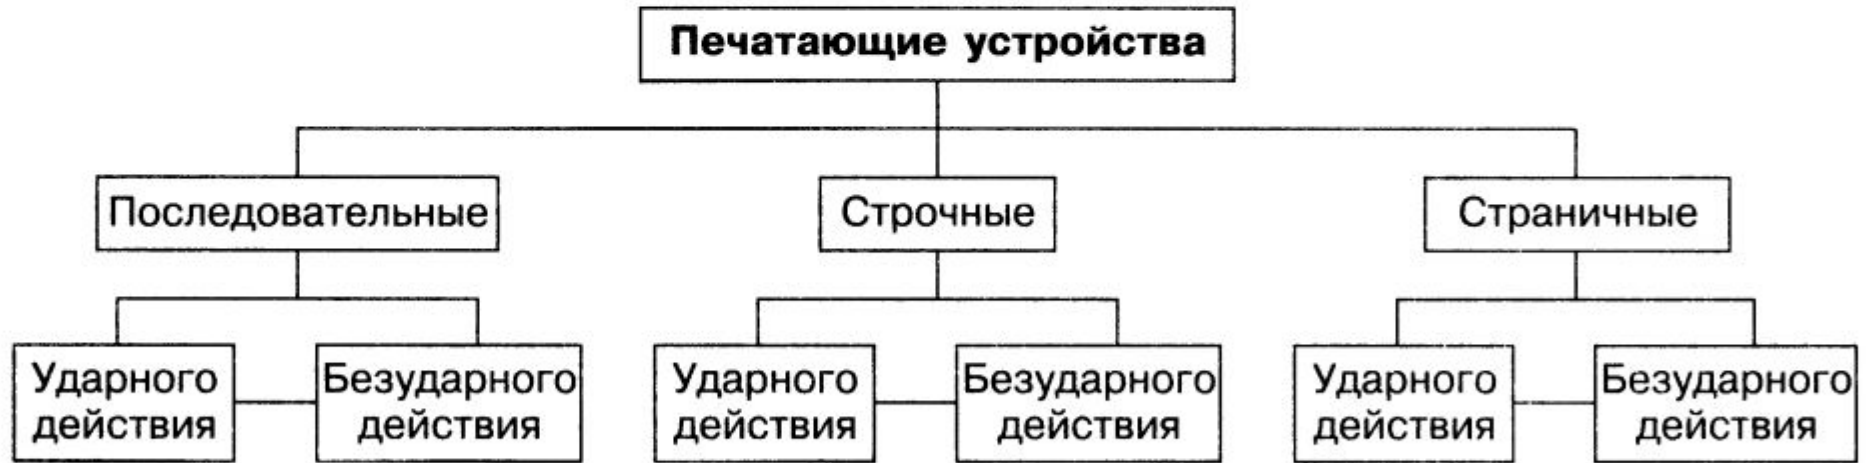 Печатающие устройства
Последовательные
Строчные
Страничные
Ударного
действия
Безударного
действия
Ударного
действия
Безударного
действия
Ударного
действия
Безударного
действия